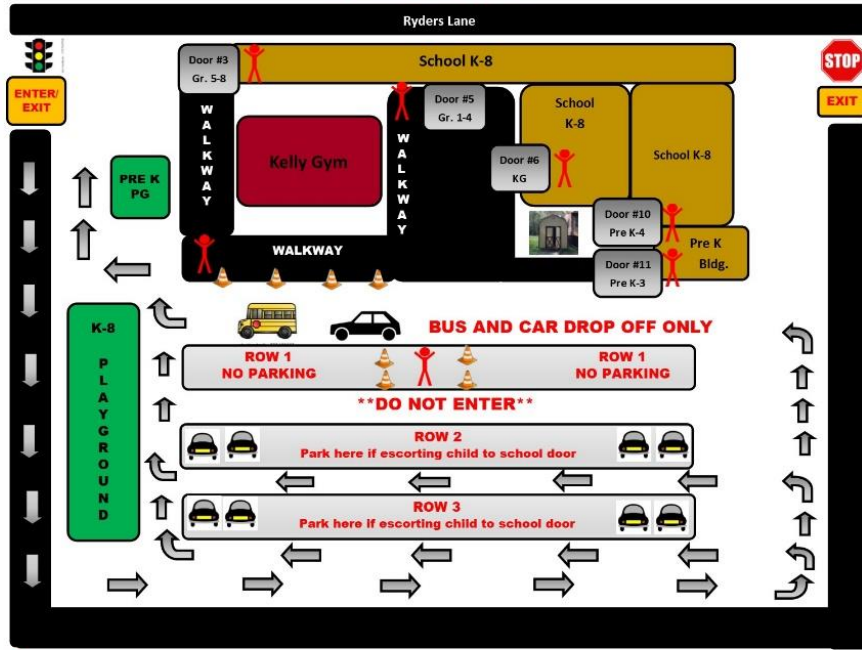 Ryders Lane
Door #3
Gr. 5-8
School K-8
STOP
ENTER/
EXIT
EXIT
WALKWAY
Kelly Gym
WALKWAY
Door #5
Gr. 1-4
School
K-8
School K-8
Door #6
KG
PRE K
PG
Door #10
Pre K-4
WALKWAY
Pre K
Bldg.
Door #11
Pre K-3
K-8
PLAYGROUND
BUS AND CAR DROP OFF ONLY
ROW 1
NO PARKING
ROW 1
NO PARKING
**DO NOT ENTER**
ROW 2
Park here if escorting child to school door
ROW 3
Park here if escorting child to school door